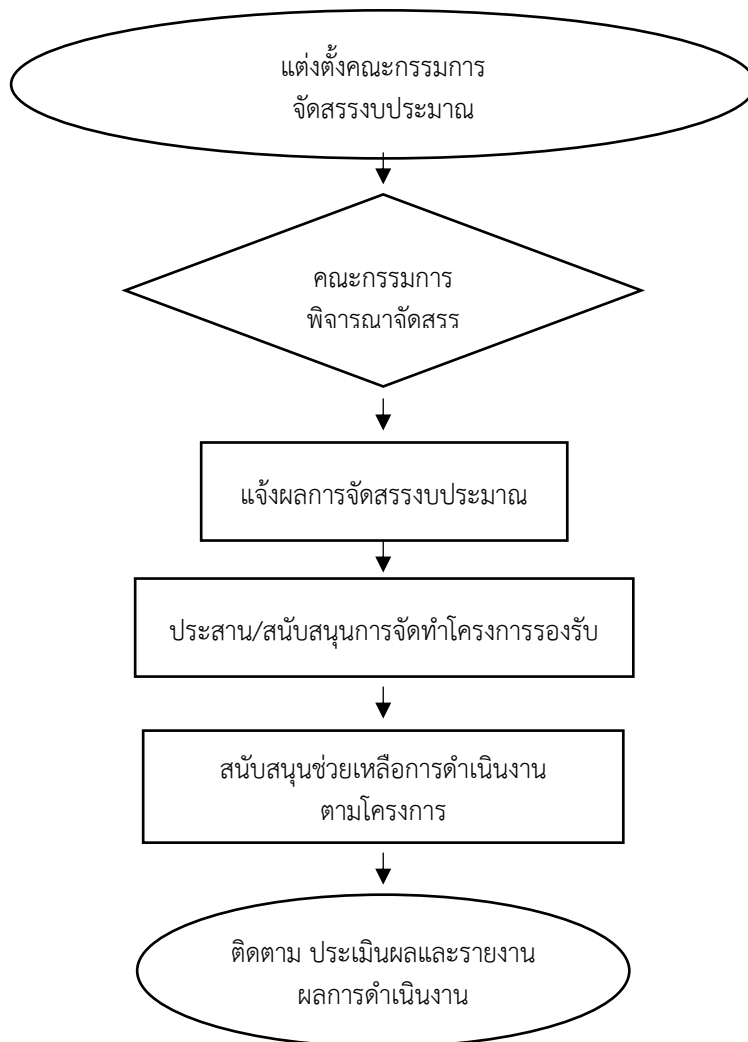 แต่งตั้งคณะกรรมการ
จัดสรรงบประมาณ
คณะกรรมการ
พิจารณาจัดสรร
แจ้งผลการจัดสรรงบประมาณ
ประสาน/สนับสนุนการจัดทำโครงการรองรับ
สนับสนุนช่วยเหลือการดำเนินงาน
ตามโครงการ
ติดตาม ประเมินผลและรายงาน
ผลการดำเนินงาน